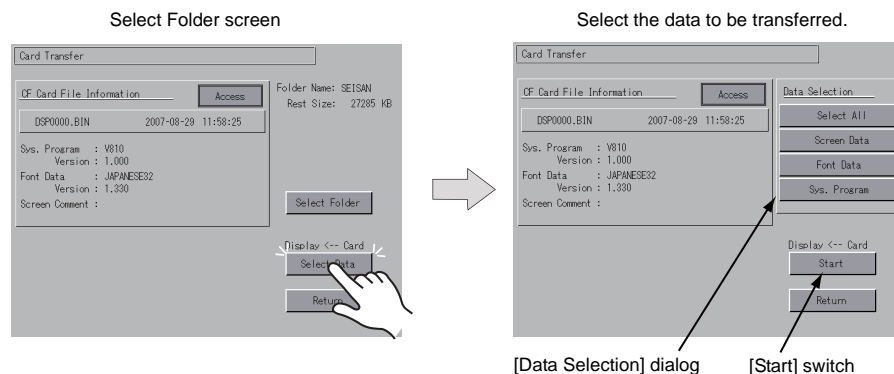 Select Folder screen
Card Transfer
CF Card File Information
Access
Folder Name: SEISAN
Rest Size: 27285 KB
DSP0000.BIN 2007-08-29 11:58:25
Sys. Program : V810
Version : 1.000
Font Data : JAPANESE32
Version : 1.330
Screen Comment :
Select Folder
Display <-- Card
Select Data
Return
Select the data to be transferred.
Card Transfer
CF Card File Information
Access
DSP0000.BIN 2007-08-29 11:58:25
Sys. Program : V810
Version : 1.000
Font Data : JAPANESE32
Version : 1.330
Screen Comment :
Data Selection
Select All
Screen Data
Font Data
Sys. Program
Display <-- Card
Start
Return
[Data Selection] dialog
[Start] switch